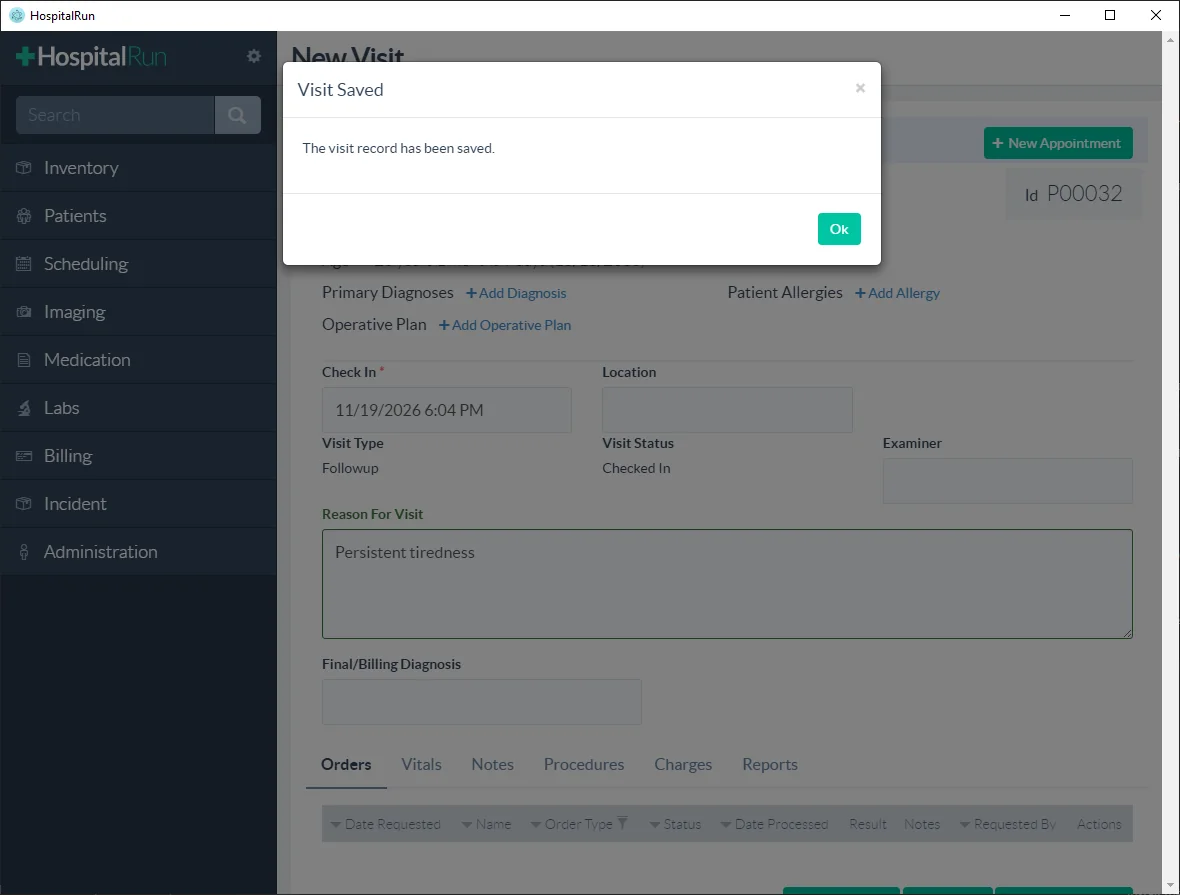 HospitalRun
HospitalRun
Search
Inventory
Patients
Scheduling
Imaging
Medication
Labs
Billing
Incident
Administration
New Visit
Visit Saved
×
The visit record has been saved.
Ok
+ New Appointment
Id P00032
Primary Diagnoses +Add Diagnosis
Patient Allergies +Add Allergy
Operative Plan +Add Operative Plan
Check In *
Location
11/19/2026 6:04 PM
Visit Type
Visit Status
Examiner
Followup
Checked In
Reason For Visit
Persistent tiredness
Final/Billing Diagnosis
Orders Vitals Notes Procedures Charges Reports
Date Requested Name Order Type Status Date Processed Result Notes Requested By Actions